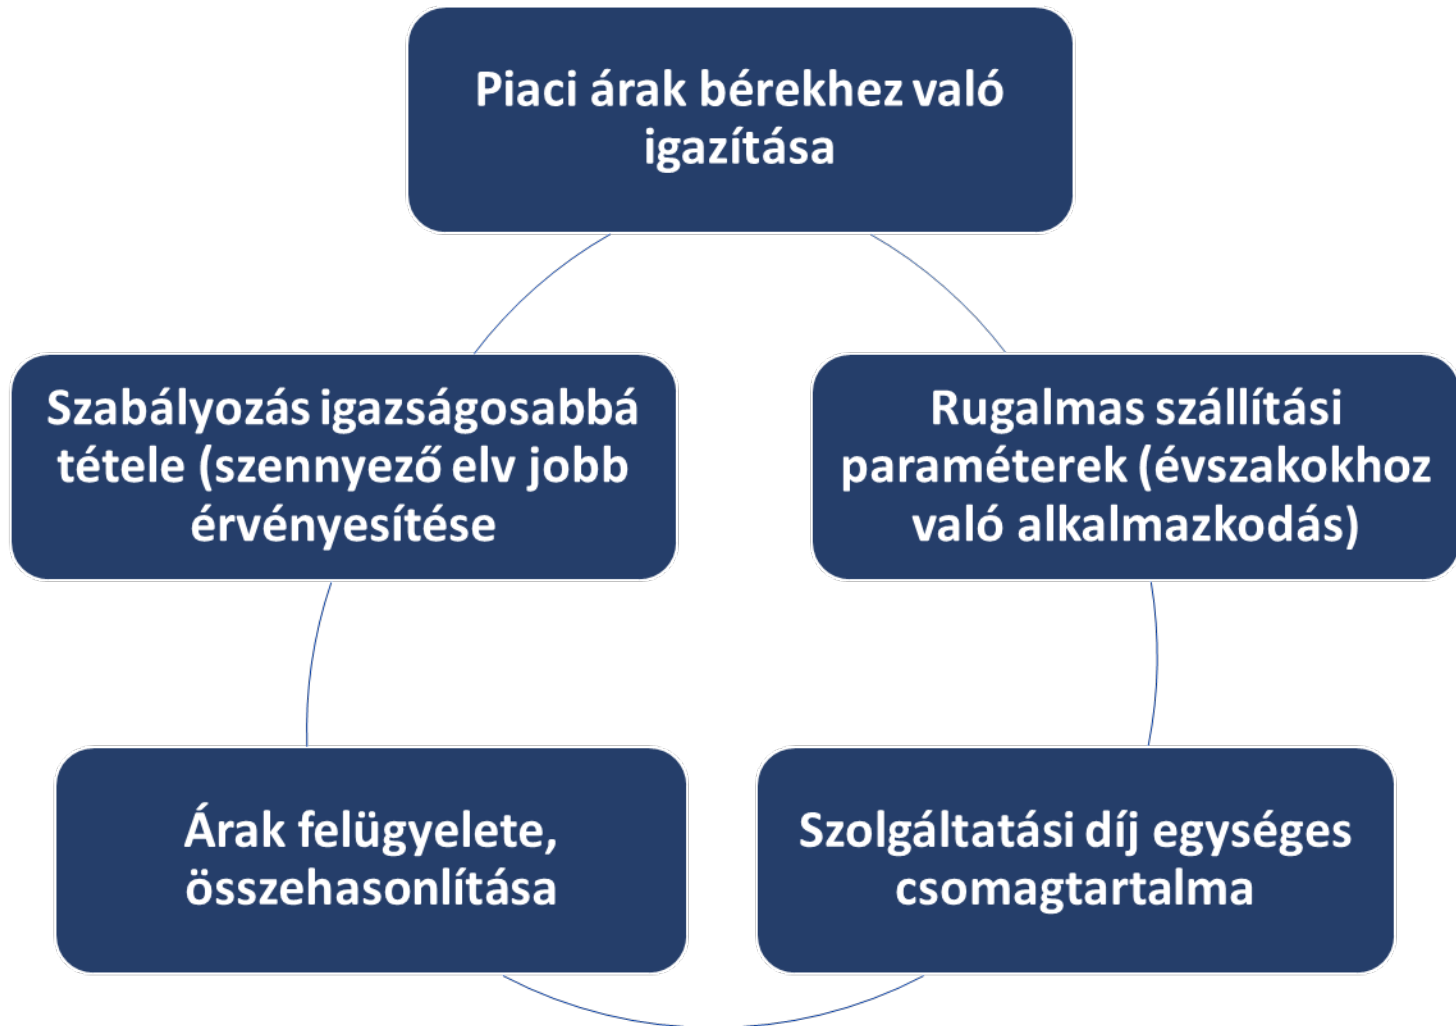 Piaci árak bérekhez való
igazítása
Szabályozás igazságosabbá
tétele (szennyező elv jobb
érvényesítése
Rugalmas szállítási
paraméterek (évszakokhoz
való alkalmazkodás)
Árak felügyelete,
összehasonlítása
Szolgáltatási díj egységes
csomagtartalma